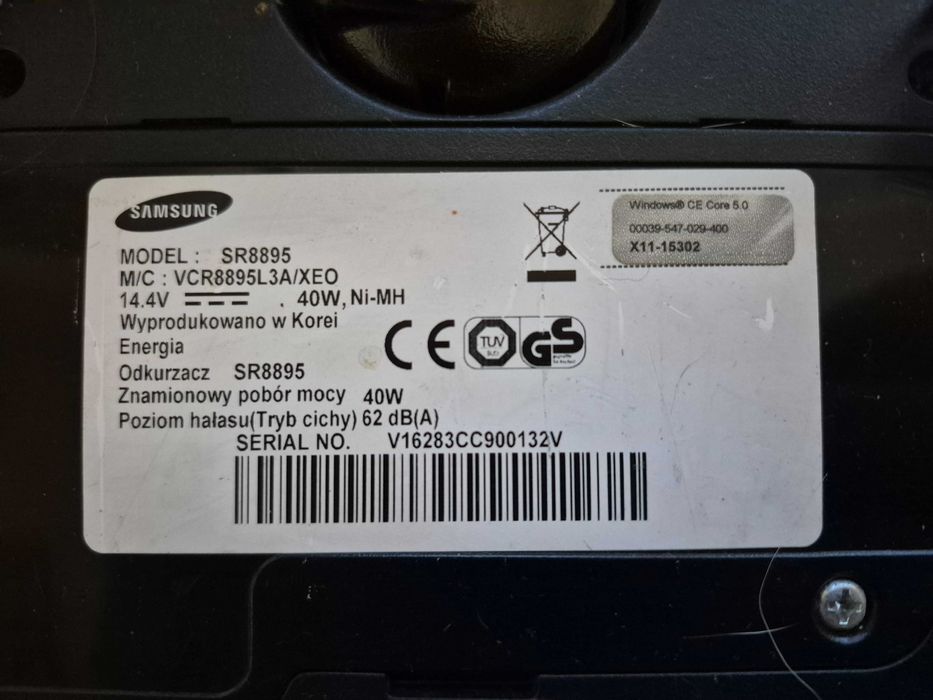 SAMSUNG
MODEL : SR8895
M/C : VCR8895L3A/XEO
14.4V 40W, Ni-MH
Wyprodukowano w Korei
Energia
Odkurzacz SR8895
Znamionowy pobór mocy 40W
Poziom hałasu(Tryb cichy) 62 dB(A)
SERIAL NO. V16283CC900132V
CE
TUV
GS
Windows® CE Core 5.0
00039-547-029-400
X11-15302